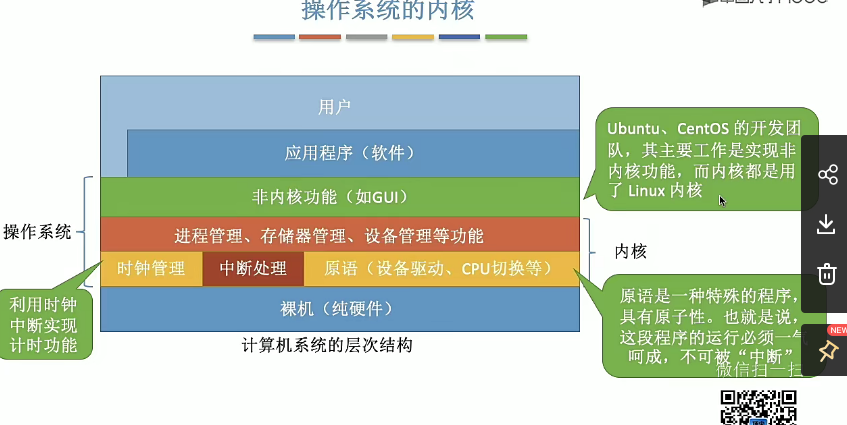 操作系统的内核
用户
应用程序（软件）
非内核功能（如GUI）
进程管理、存储器管理、设备管理等功能
时钟管理
中断处理
原语（设备驱动、CPU切换等）
裸机（纯硬件）
操作系统
内核
Ubuntu、CentOS 的开发团
队，其主要工作是实现非
内核功能，而内核都是用
了 Linux 内核
利用时钟
中断实现
计时功能
原语是一种特殊的程序，
具有原子性。也就是说，
这段程序的运行必须一气
呵成，不可被“中断”
计算机系统的层次结构
NEW
微信扫一扫